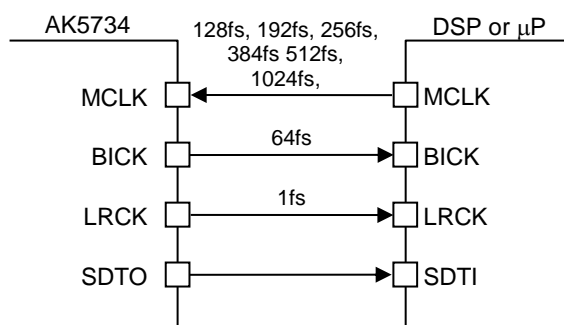 AK5734
128fs, 192fs, 256fs,
384fs 512fs,
1024fs,
DSP or μP
MCLK
MCLK
BICK
64fs
BICK
LRCK
1fs
LRCK
SDTO
SDTI